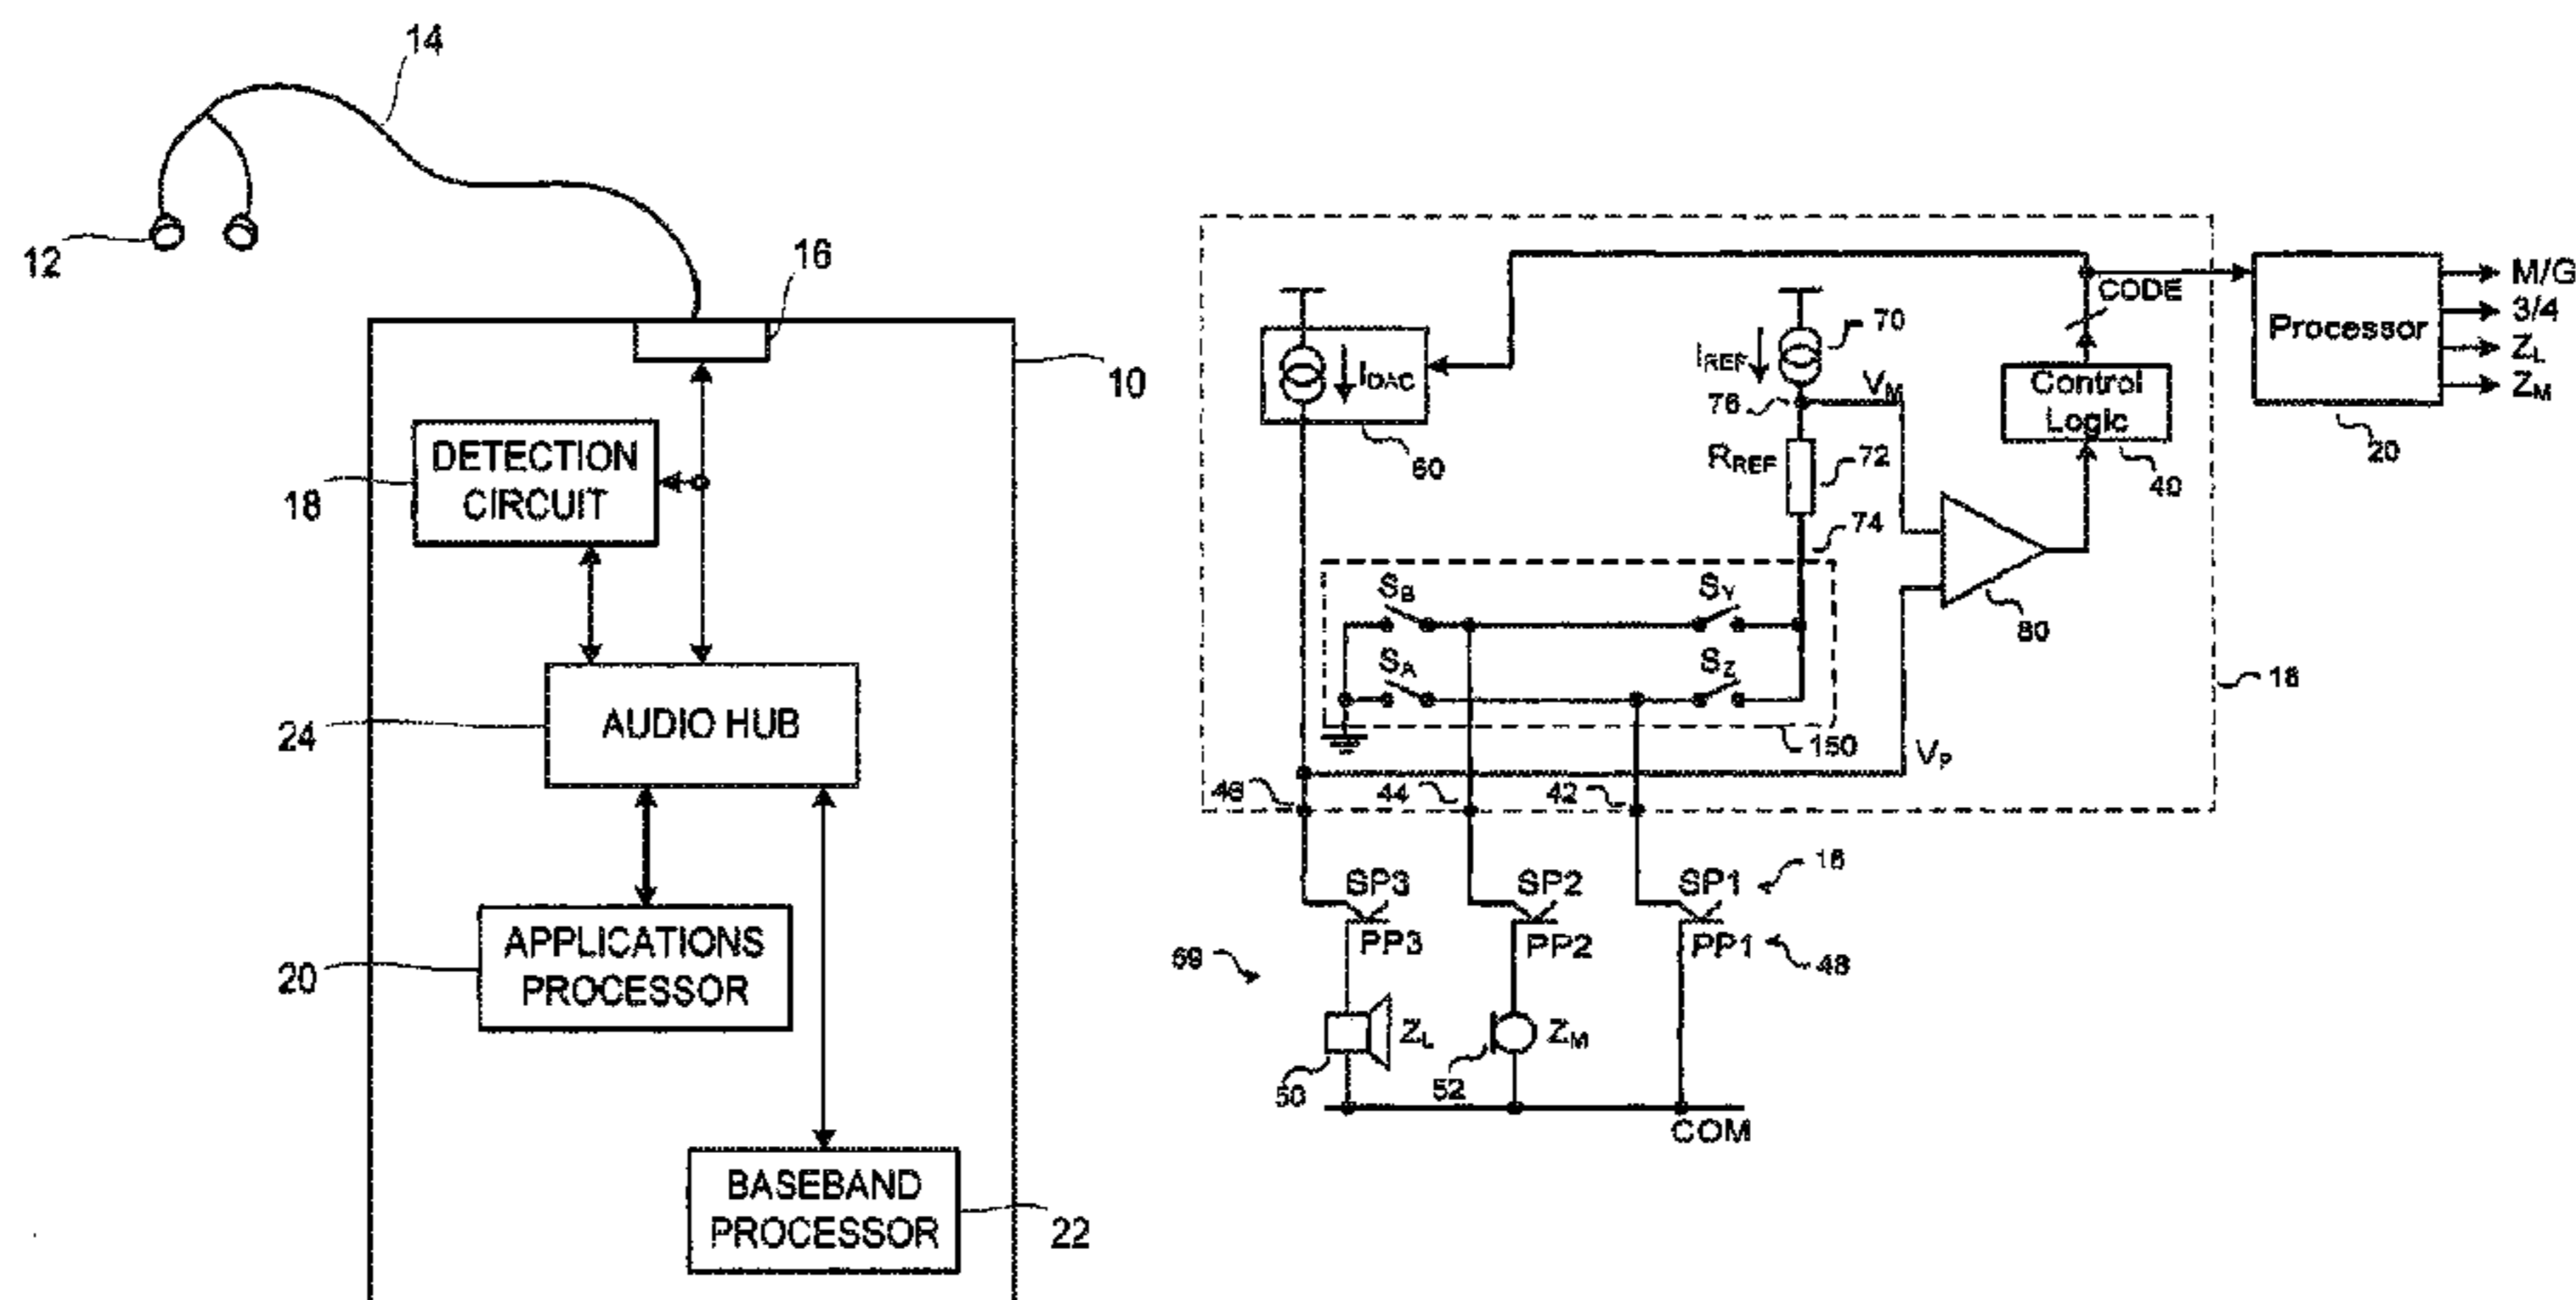 14
12
16
10
DETECTION
CIRCUIT
18
AUDIO HUB
24
APPLICATIONS
PROCESSOR
20
BASEBAND
PROCESSOR
22
CODE
Processor
20
M/G
3/4
ZL
ZM
IDAC
60
IREF
70
76
VM
RREF
72
74
Control
Logic
40
80
SB
SY
SA
SZ
150
VP
18
46
44
42
SP3
SP2
SP1
16
PP3
PP2
PP1
48
69
ZL
50
ZM
52
COM